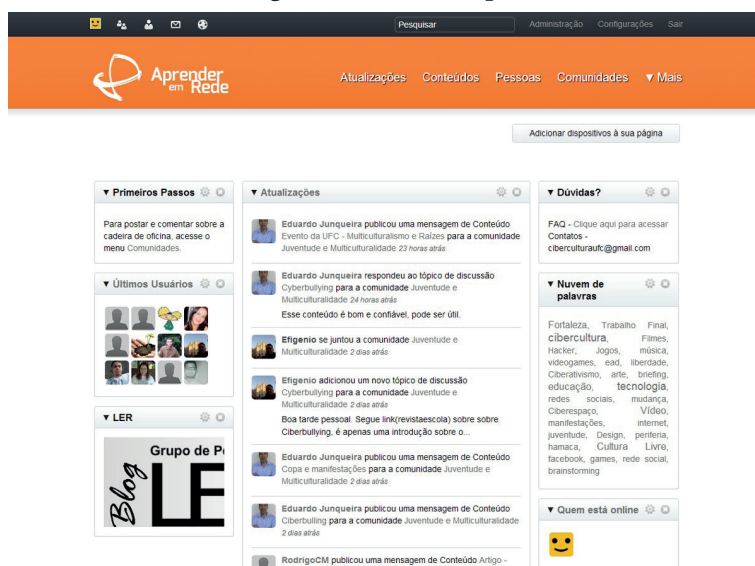 Pesquisar
Administração Configurações Sair
Aprender
em Rede
Atualizações Conteúdos Pessoas Comunidades ▼ Mais
Adicionar dispositivos à sua página
▼ Primeiros Passos
Para postar e comentar sobre a
cadeira de oficina, acesse o
menu Comunidades.
▼ Últimos Usuários
▼ LER
Grupo de
Blog
LE
▼ Atualizações
Eduardo Junqueira publicou uma mensagem de Conteúdo
Evento da UFC - Multiculturalismo e Raízes para a comunidade
Juventude e Multiculturalidade 23 horas atrás
Eduardo Junqueira respondeu ao tópico de discussão
Cyberbullying para a comunidade Juventude e
Multiculturalidade 24 horas atrás
Esse conteúdo é bom e confiável, pode ser útil.
Efigenio se juntou a comunidade Juventude e
Multiculturalidade 2 dias atrás
Efigenio adicionou um novo tópico de discussão
Cyberbullying para a comunidade Juventude e
Multiculturalidade 2 dias atrás
Boa tarde pessoal. Segue link(revistaescola) sobre sobre
Ciberbullying, é apenas uma introdução sobre o...
Eduardo Junqueira publicou uma mensagem de Conteúdo
Copa e manifestações para a comunidade Juventude e
Multiculturalidade 2 dias atrás
Eduardo Junqueira publicou uma mensagem de Conteúdo
Ciberbulling para a comunidade Juventude e Multiculturalidade
2 dias atrás
RodrigoCM publicou uma mensagem de Conteúdo Artigo -
▼ Dúvidas?
FAQ - Clique aqui para acessar
Contatos -
ciberculturaufc@gmail.com
▼ Nuvem de
palavras
Fortaleza, Trabalho Final,
cibercultura, Filmes,
Hacker, Jogos, música,
videogames, ead, liberdade,
Ciberativismo, arte, briefing,
educação, tecnologia,
redes sociais, mudança,
Ciberespaço, Vídeo,
manifestações, internet,
juventude, Design, periferia,
hamaca, Cultura Livre,
facebook, games, rede social,
brainstorming
▼ Quem está online